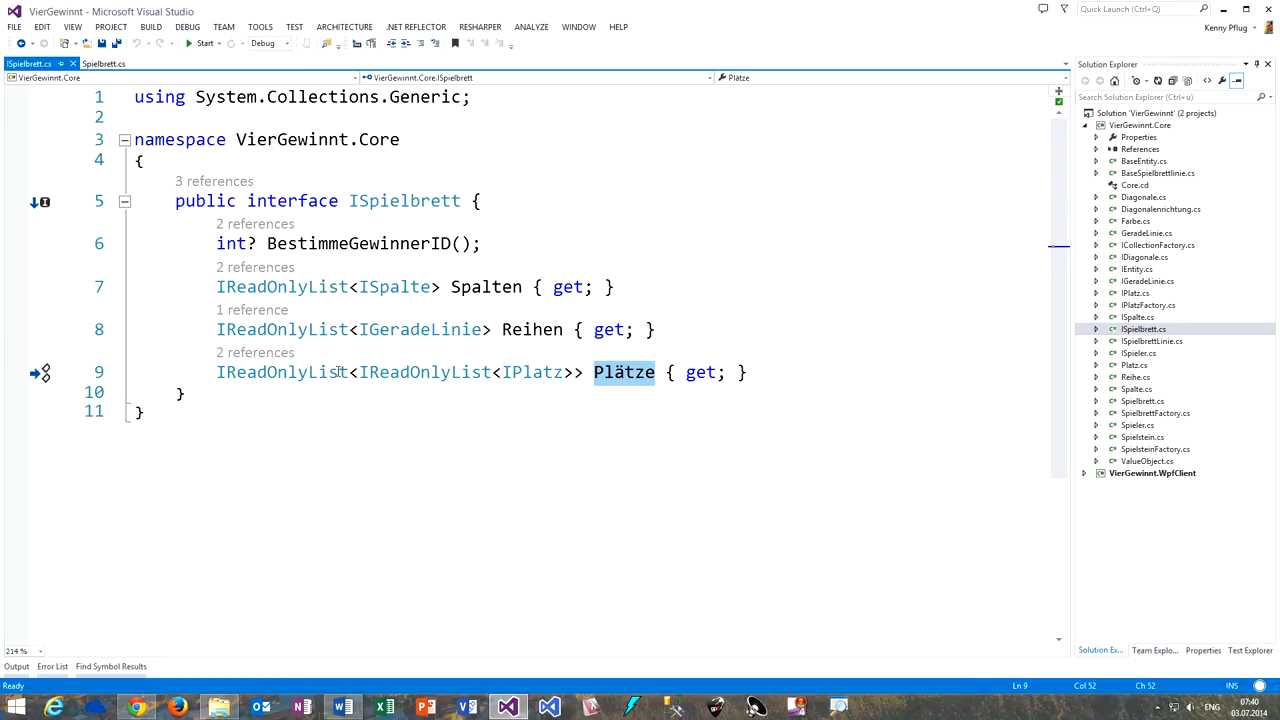 VierGewinnt - Microsoft Visual Studio
Quick Launch (Ctrl+Q)
FILE EDIT VIEW PROJECT BUILD DEBUG TEAM TOOLS TEST ARCHITECTURE .NET REFLECTOR RESHARPER ANALYZE WINDOW HELP
Kenny Pflug
Start Debug
ISpielbrett.cs Spielbrett.cs
VierGewinnt.Core VierGewinnt.Core.ISpielbrett Plätze
1 using System.Collections.Generic;
2
3 namespace VierGewinnt.Core
4 {
3 references
5 public interface ISpielbrett {
2 references
6 int? BestimmeGewinnerID();
2 references
7 IReadOnlyList<ISpalte> Spalten { get; }
1 reference
8 IReadOnlyList<IGeradeLinie> Reihen { get; }
2 references
9 IReadOnlyList<IReadOnlyList<IPlatz>> Plätze { get; }
10 }
11 }
214 %
Output Error List Find Symbol Results
Solution Explorer
Search Solution Explorer (Ctrl+ü)
Solution 'VierGewinnt' (2 projects)
VierGewinnt.Core
Properties
References
BaseEntity.cs
BaseSpielbrettlinie.cs
Core.cd
Diagonale.cs
Diagonalenrichtung.cs
Farbe.cs
GeradeLinie.cs
ICollectionFactory.cs
IDiagonale.cs
IEntity.cs
IGeradeLinie.cs
IPlatz.cs
IPlatzFactory.cs
ISpalte.cs
ISpielbrett.cs
ISpielbrettLinie.cs
ISpieler.cs
Platz.cs
Reihe.cs
Spalte.cs
Spielbrett.cs
SpielbrettFactory.cs
Spieler.cs
Spielstein.cs
SpielsteinFactory.cs
ValueObject.cs
VierGewinnt.WpfClient
Solution Ex... Team Explo... Properties Test Explorer
Ready Ln 9 Col 52 Ch 52 INS
ENG
07:40
03.07.2014